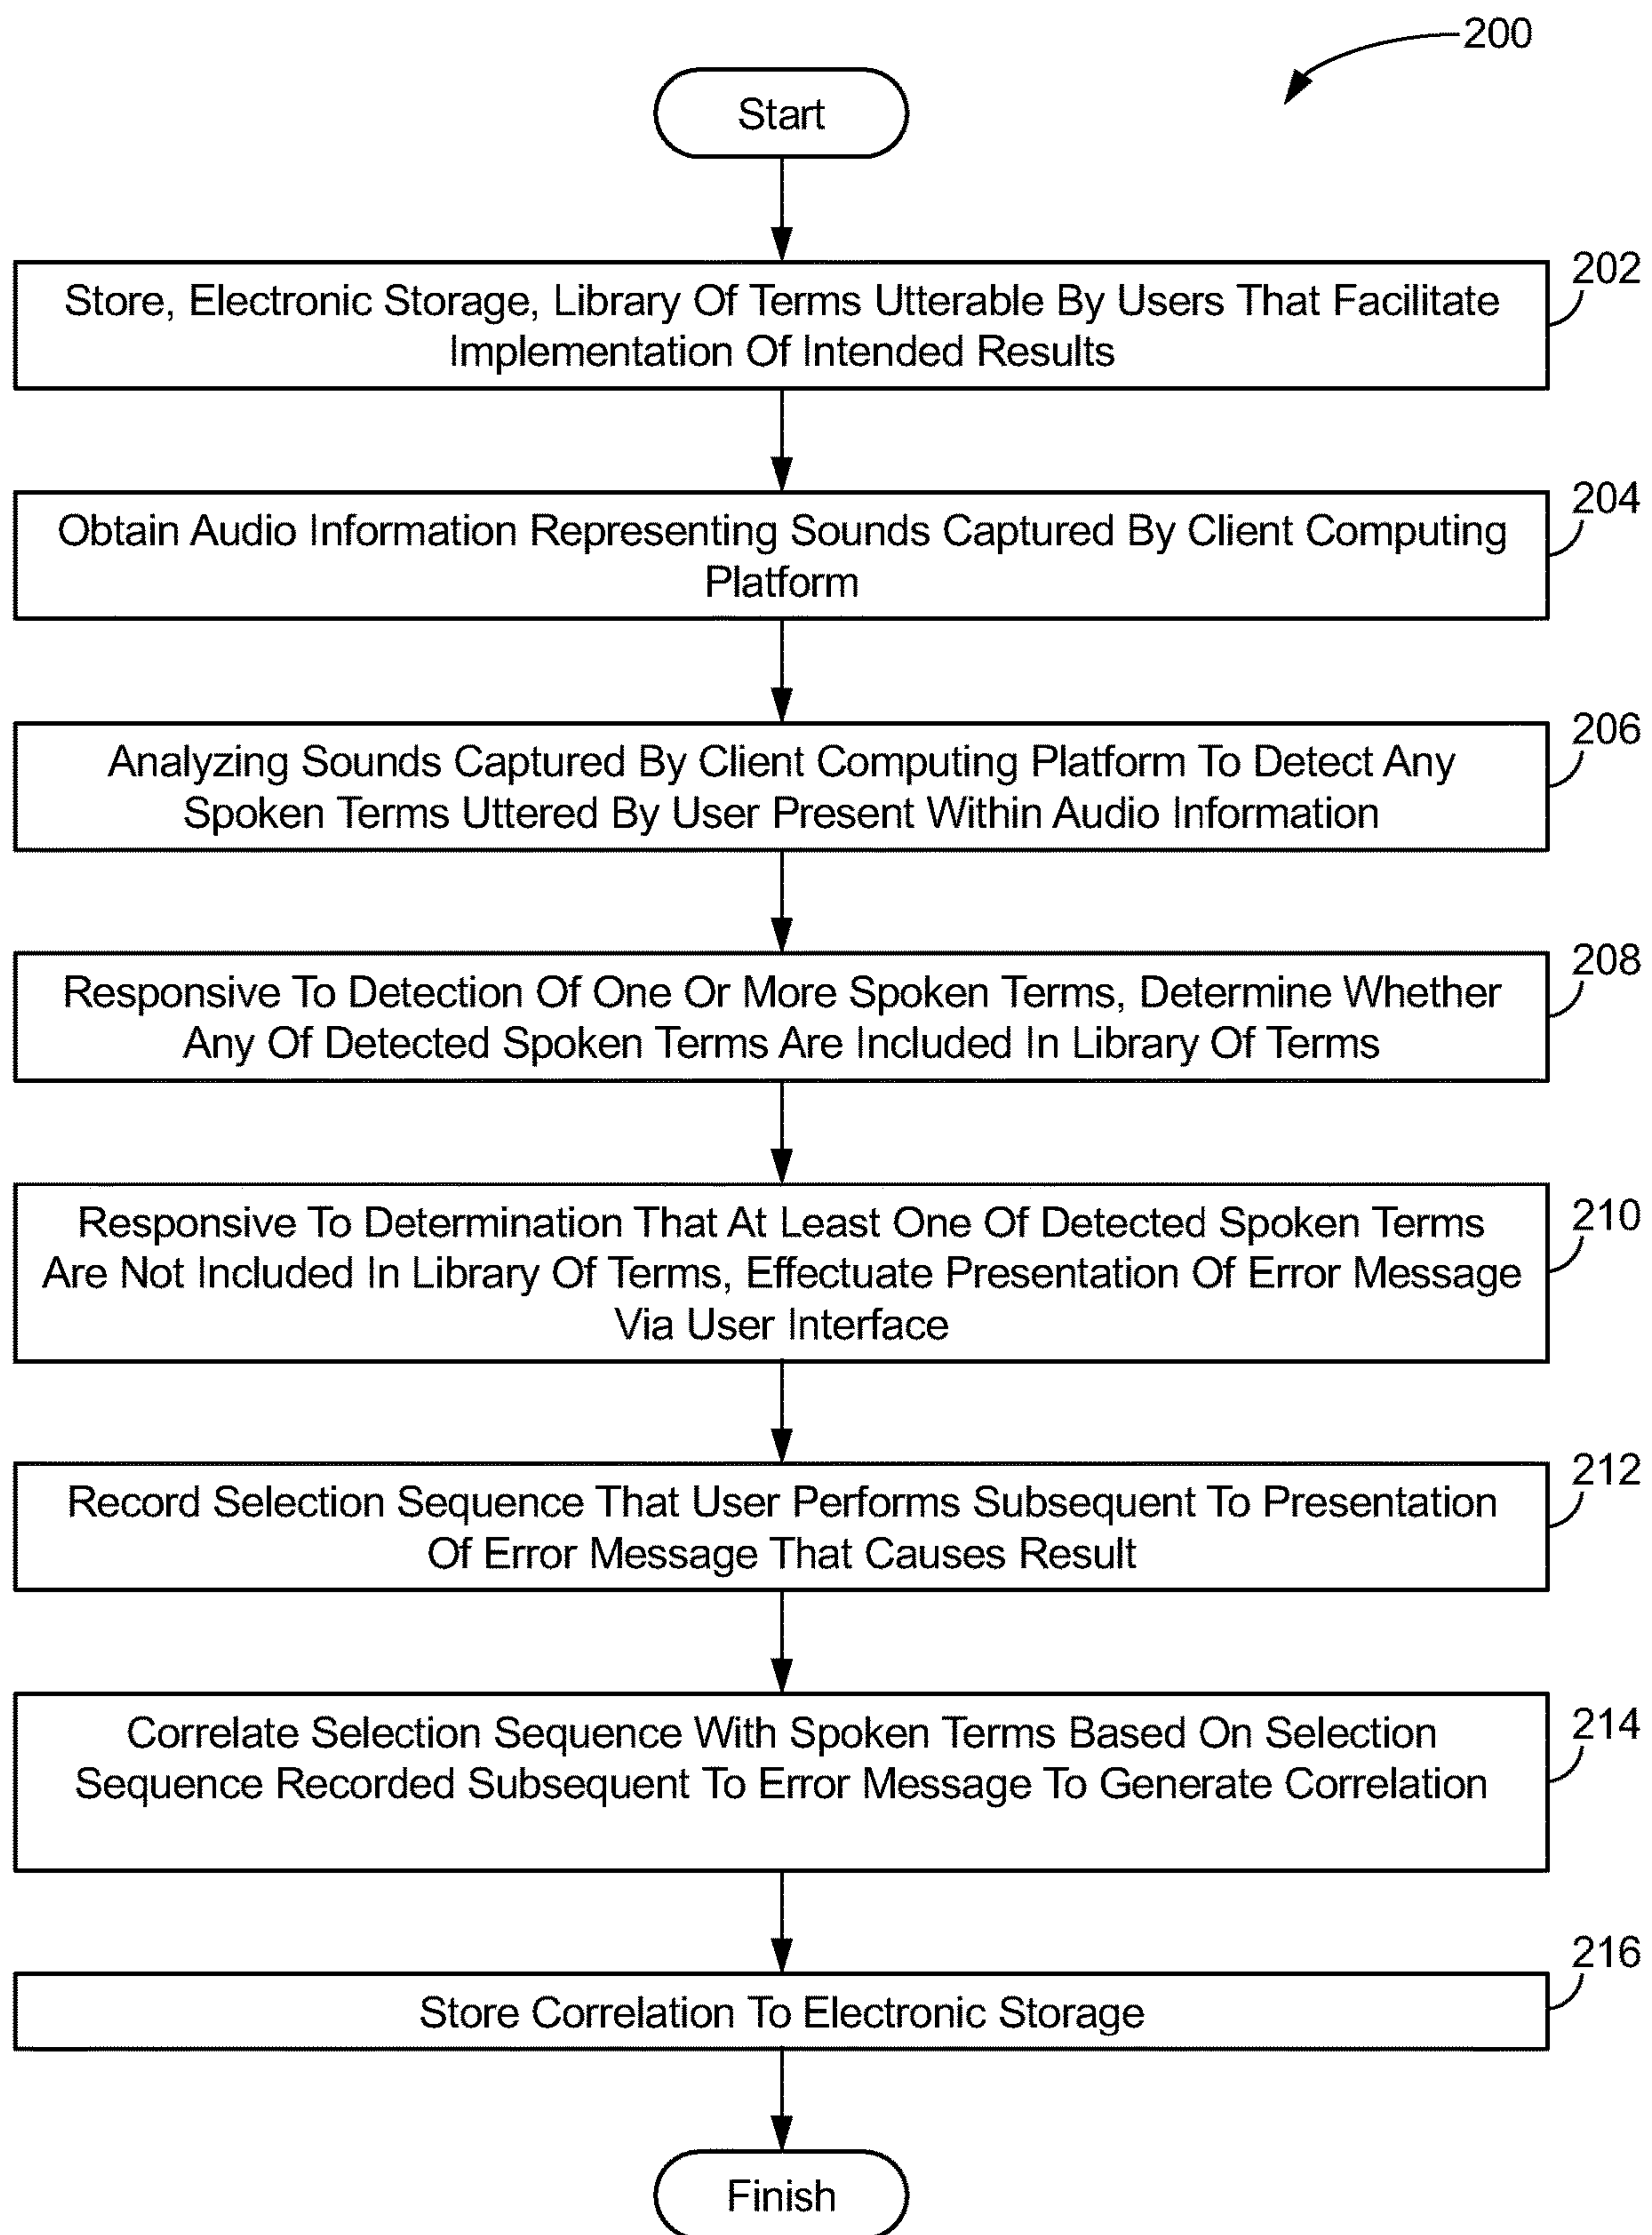 200
Start
202
Store, Electronic Storage, Library Of Terms Utterable By Users That Facilitate
Implementation Of Intended Results
204
Obtain Audio Information Representing Sounds Captured By Client Computing
Platform
206
Analyzing Sounds Captured By Client Computing Platform To Detect Any
Spoken Terms Uttered By User Present Within Audio Information
208
Responsive To Detection Of One Or More Spoken Terms, Determine Whether
Any Of Detected Spoken Terms Are Included In Library Of Terms
210
Responsive To Determination That At Least One Of Detected Spoken Terms
Are Not Included In Library Of Terms, Effectuate Presentation Of Error Message
Via User Interface
212
Record Selection Sequence That User Performs Subsequent To Presentation
Of Error Message That Causes Result
214
Correlate Selection Sequence With Spoken Terms Based On Selection
Sequence Recorded Subsequent To Error Message To Generate Correlation
216
Store Correlation To Electronic Storage
Finish